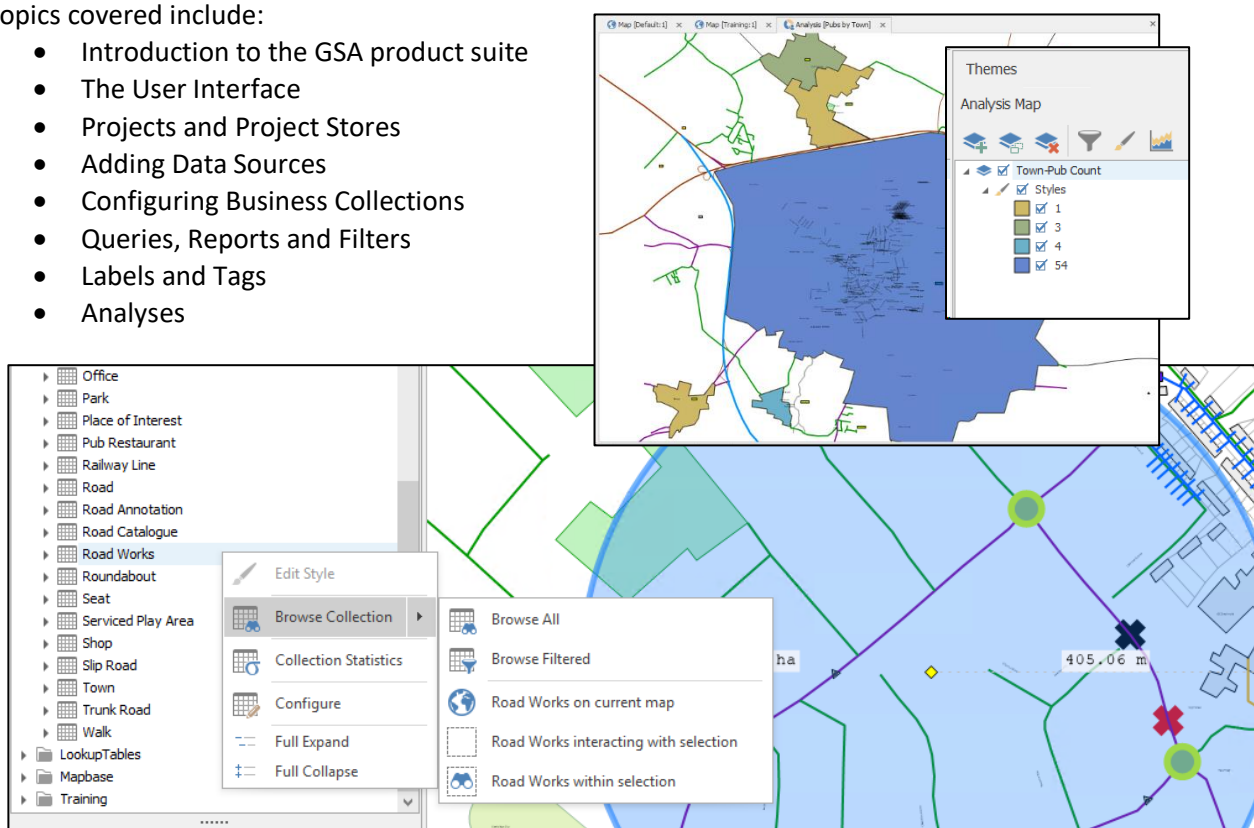 opics covered include:
Introduction to the GSA product suite
The User Interface
Projects and Project Stores
Adding Data Sources
Configuring Business Collections
Queries, Reports and Filters
Labels and Tags
Analyses
Map [Default:1] × Map [Training:1] × Analysis [Pubs by Town] × ×
Themes
Analysis Map
Town-Pub Count
Styles
1
3
4
54
Office
Park
Place of Interest
Pub Restaurant
Railway Line
Road
Road Annotation
Road Catalogue
Road Works
Roundabout
Seat
Serviced Play Area
Shop
Slip Road
Town
Trunk Road
Walk
LookupTables
Mapbase
Training
Edit Style
Browse Collection
Collection Statistics
Configure
Full Expand
Full Collapse
Browse All
Browse Filtered
Road Works on current map
Road Works interacting with selection
Road Works within selection
ha
405.06 m